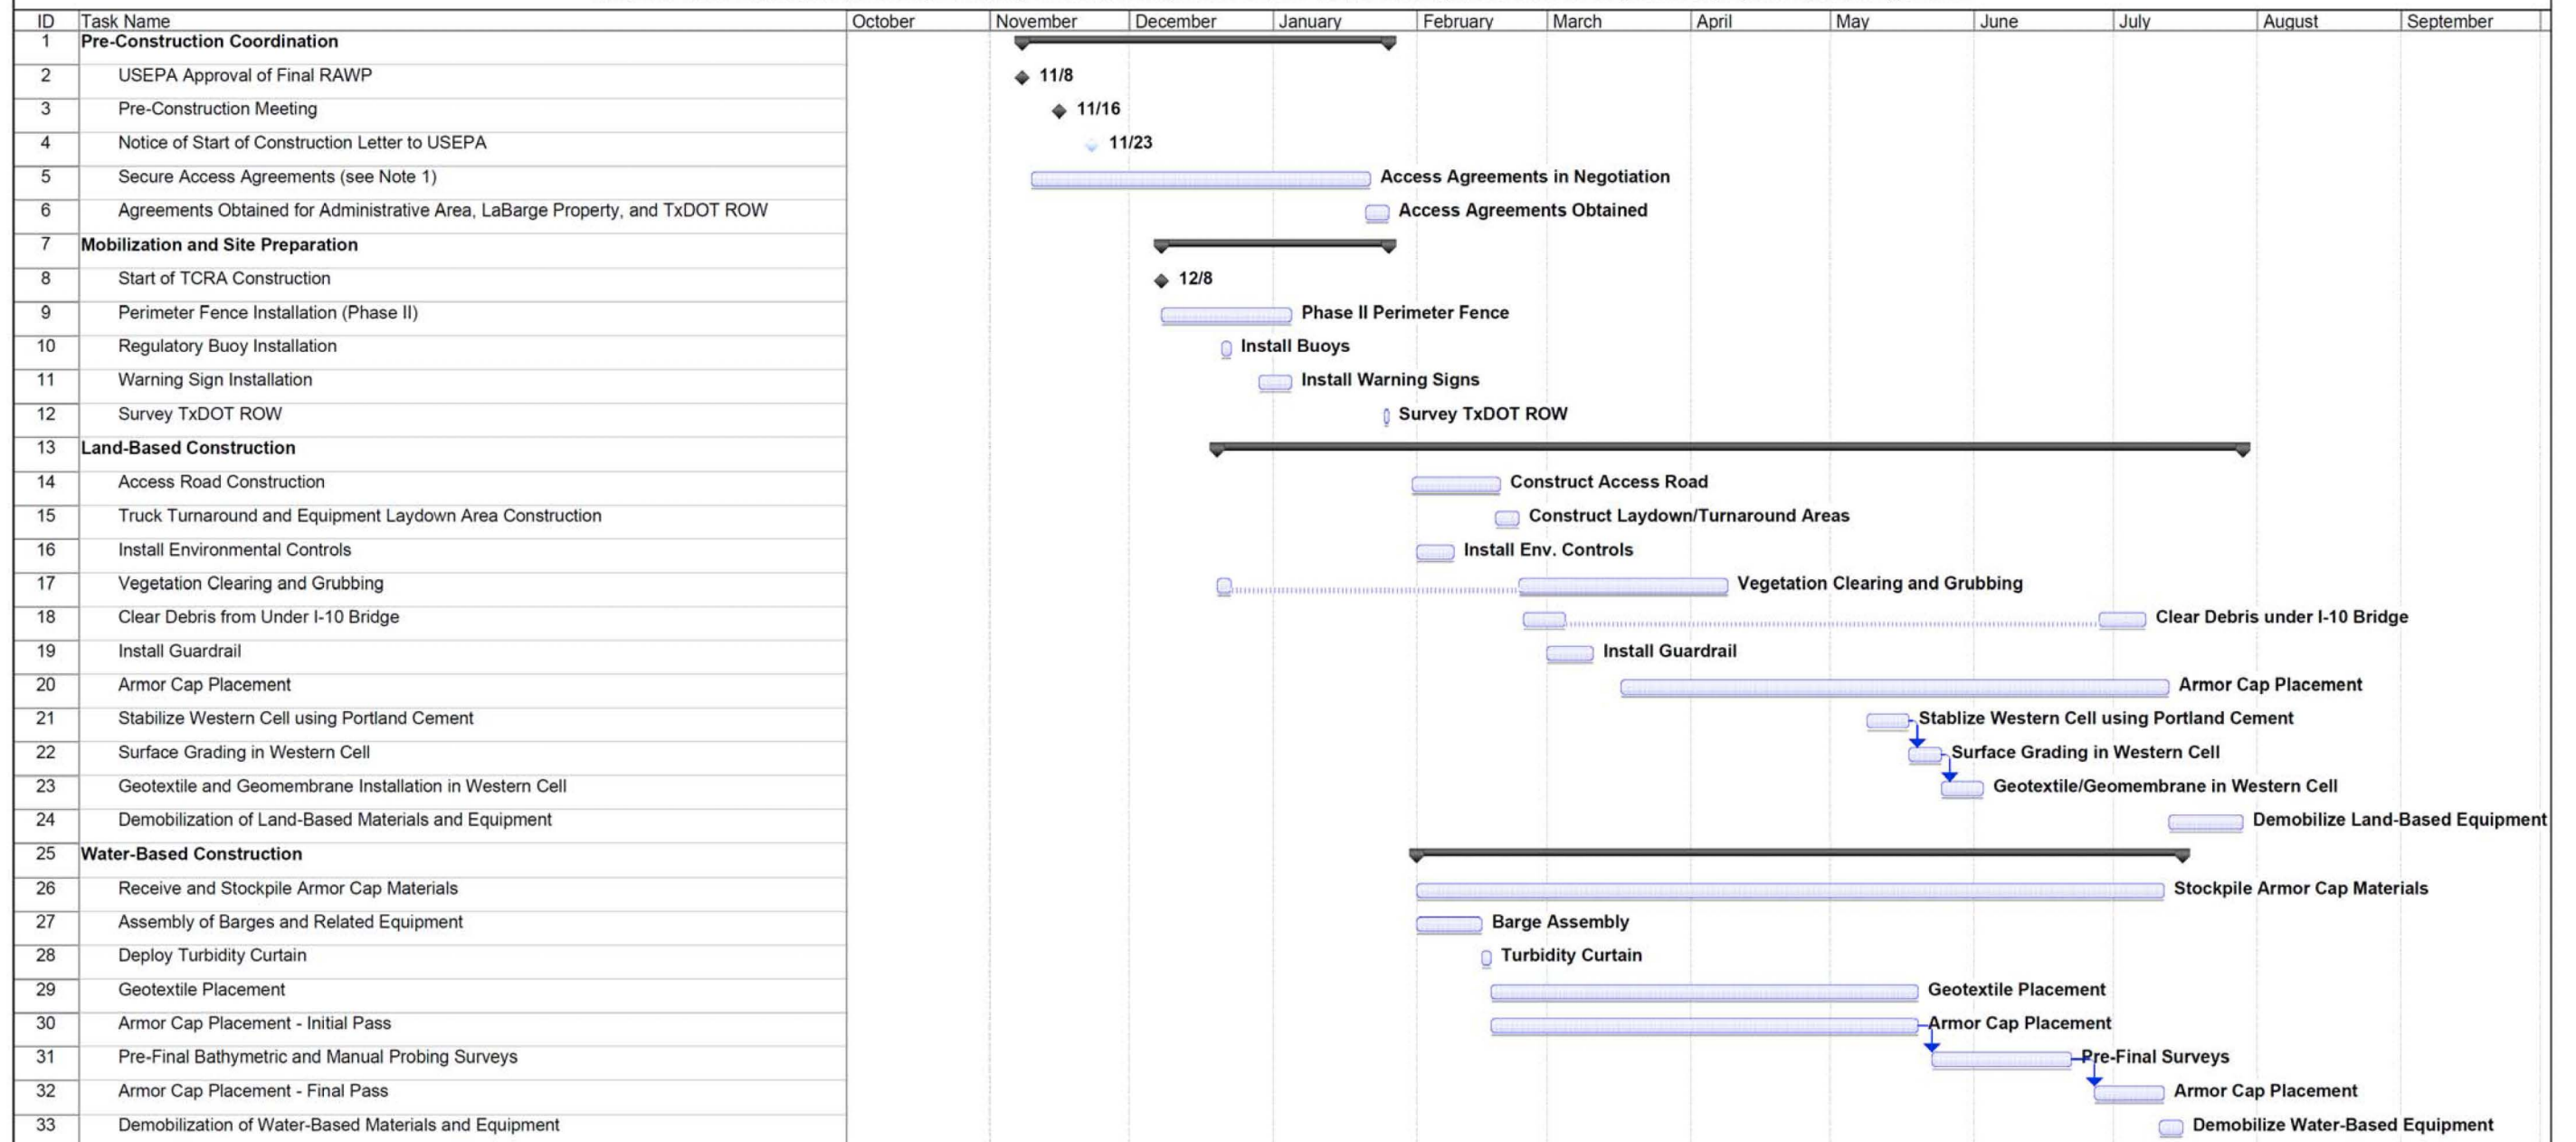 ID Task Name October November December January February March April May June July August September
1 Pre-Construction Coordination
2 USEPA Approval of Final RAWP 11/8
3 Pre-Construction Meeting 11/16
4 Notice of Start of Construction Letter to USEPA 11/23
5 Secure Access Agreements (see Note 1) Access Agreements in Negotiation
6 Agreements Obtained for Administrative Area, LaBarge Property, and TxDOT ROW Access Agreements Obtained
7 Mobilization and Site Preparation
8 Start of TCRA Construction 12/8
9 Perimeter Fence Installation (Phase II) Phase II Perimeter Fence
10 Regulatory Buoy Installation Install Buoys
11 Warning Sign Installation Install Warning Signs
12 Survey TxDOT ROW Survey TxDOT ROW
13 Land-Based Construction
14 Access Road Construction Construct Access Road
15 Truck Turnaround and Equipment Laydown Area Construction Construct Laydown/Turnaround Areas
16 Install Environmental Controls Install Env. Controls
17 Vegetation Clearing and Grubbing Vegetation Clearing and Grubbing
18 Clear Debris from Under I-10 Bridge Clear Debris under I-10 Bridge
19 Install Guardrail Install Guardrail
20 Armor Cap Placement Armor Cap Placement
21 Stabilize Western Cell using Portland Cement Stablize Western Cell using Portland Cement
22 Surface Grading in Western Cell Surface Grading in Western Cell
23 Geotextile and Geomembrane Installation in Western Cell Geotextile/Geomembrane in Western Cell
24 Demobilization of Land-Based Materials and Equipment Demobilize Land-Based Equipment
25 Water-Based Construction
26 Receive and Stockpile Armor Cap Materials Stockpile Armor Cap Materials
27 Assembly of Barges and Related Equipment Barge Assembly
28 Deploy Turbidity Curtain Turbidity Curtain
29 Geotextile Placement Geotextile Placement
30 Armor Cap Placement - Initial Pass Armor Cap Placement
31 Pre-Final Bathymetric and Manual Probing Surveys Pre-Final Surveys
32 Armor Cap Placement - Final Pass Armor Cap Placement
33 Demobilization of Water-Based Materials and Equipment Demobilize Water-Based Equipment